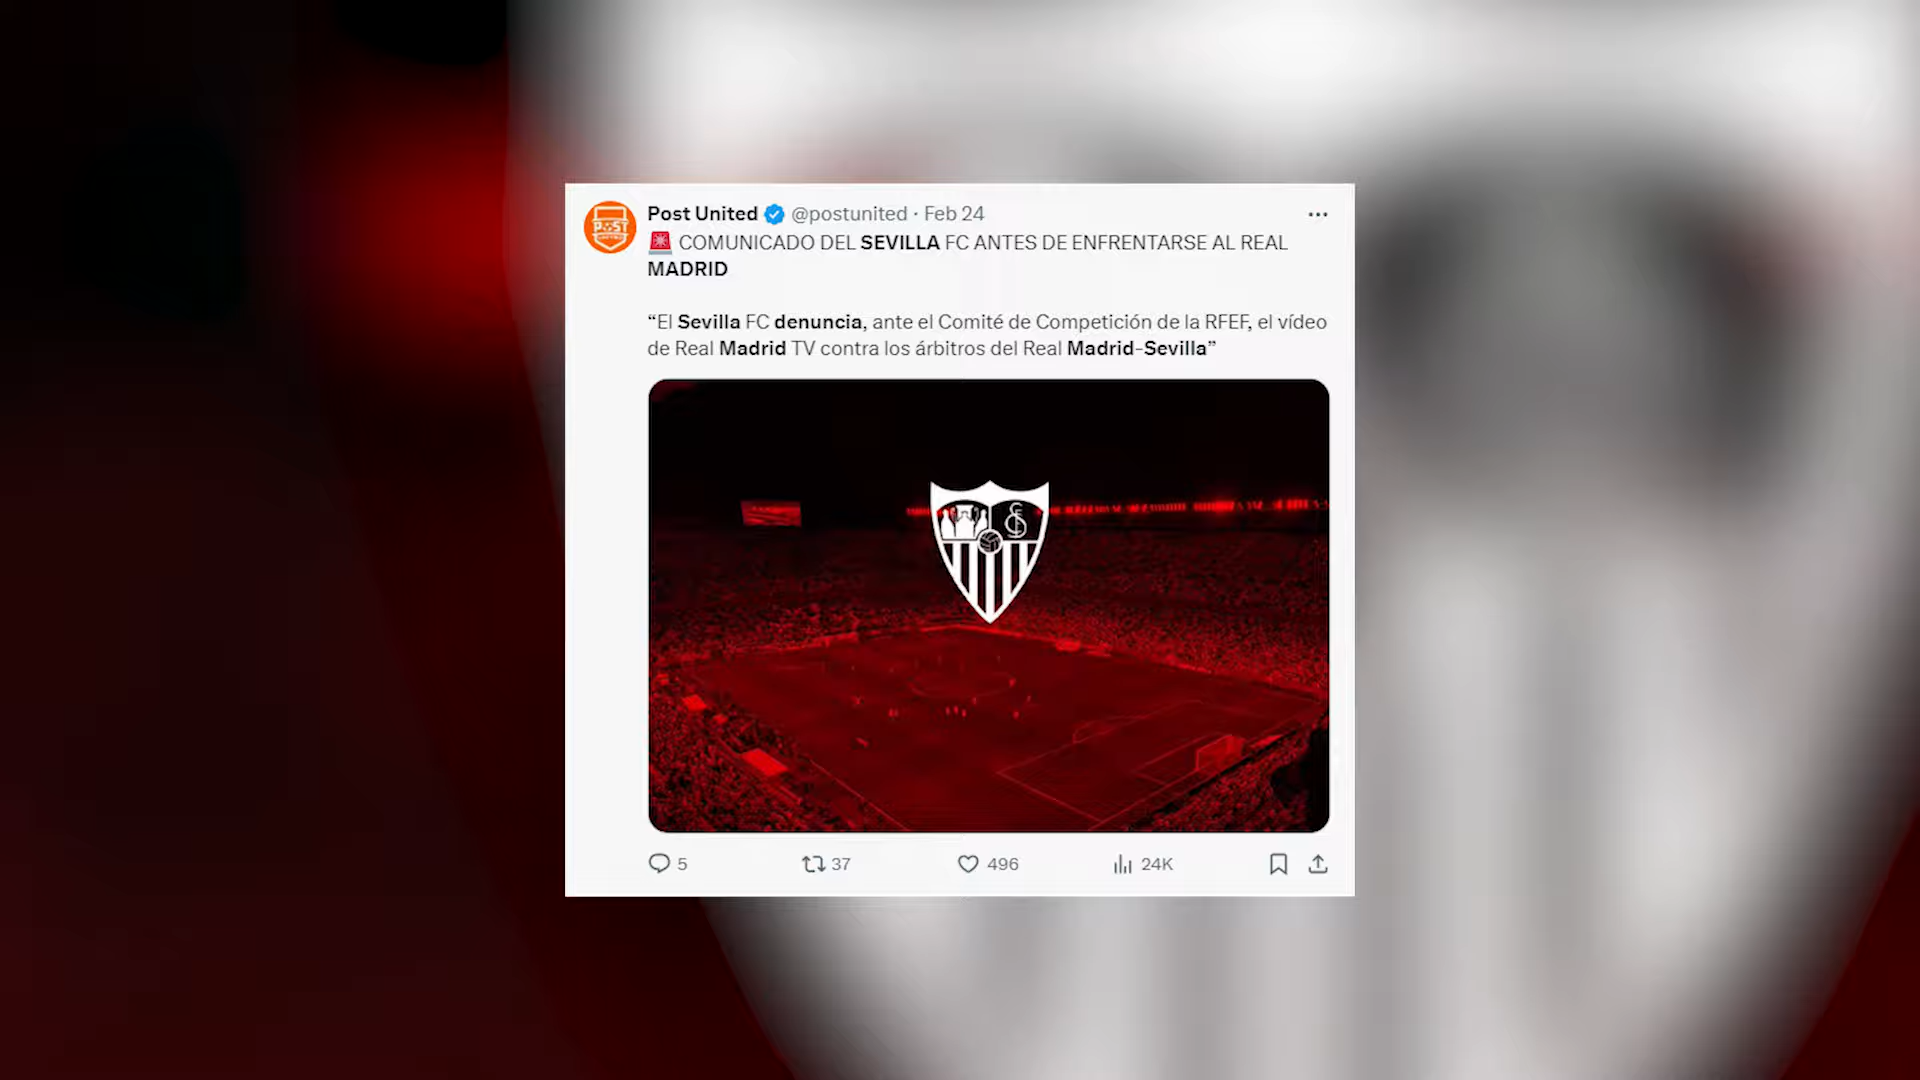 Post United @postunited · Feb 24
🚨 COMUNICADO DEL SEVILLA FC ANTES DE ENFRENTARSE AL REAL
MADRID
“El Sevilla FC denuncia, ante el Comité de Competición de la RFEF, el vídeo
de Real Madrid TV contra los árbitros del Real Madrid-Sevilla”
5 37 496 24K
POST